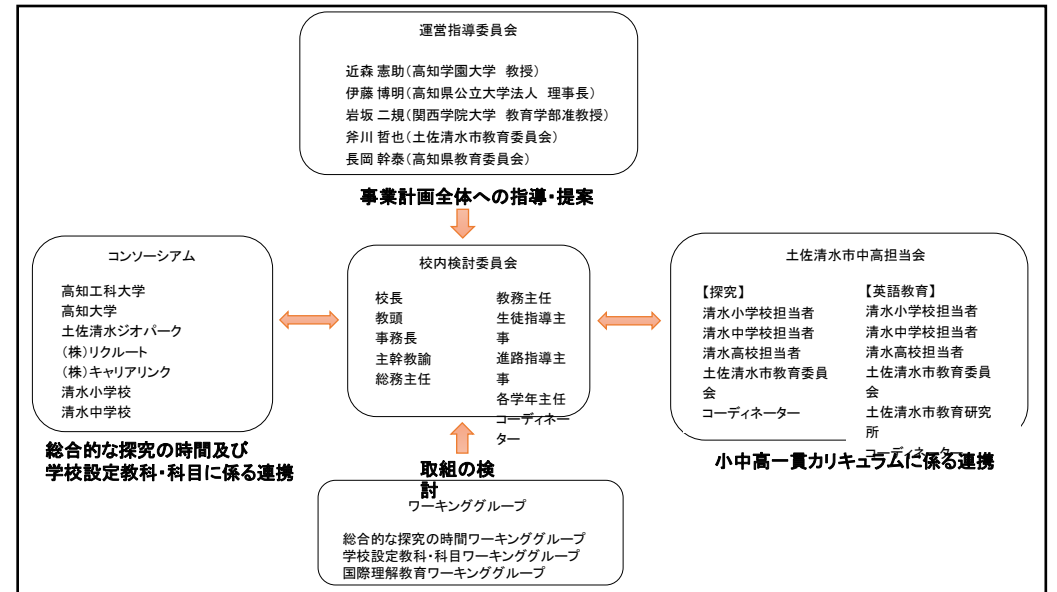 運営指導委員会
近森 憲助(高知学園大学 教授)
伊藤 博明(高知県公立大学法人 理事長)
岩坂 二規(関西学院大学 教育学部准教授)
斧川 哲也(土佐清水市教育委員会)
長岡 幹泰(高知県教育委員会)
事業計画全体への指導・提案
コンソーシアム
高知工科大学
高知大学
土佐清水ジオパーク
(株)リクルート
(株)キャリアリンク
清水小学校
清水中学校
総合的な探究の時間及び
学校設定教科・科目に係る連携
校内検討委員会
校長
教頭
事務長
主幹教諭
総務主任
教務主任
生徒指導主
事
進路指導主
事
各学年主任
コーディネー
ター
取組の検
討
ワーキンググループ
総合的な探究の時間ワーキンググループ
学校設定教科・科目ワーキンググループ
国際理解教育ワーキンググループ
土佐清水市中高担当会
【探究】
清水小学校担当者
清水中学校担当者
清水高校担当者
土佐清水市教育委員
会
コーディネーター
【英語教育】
清水小学校担当者
清水中学校担当者
清水高校担当者
土佐清水市教育委員
会
土佐清水市教育研究
所
コーディネーター
小中高一貫カリキュラムに係る連携